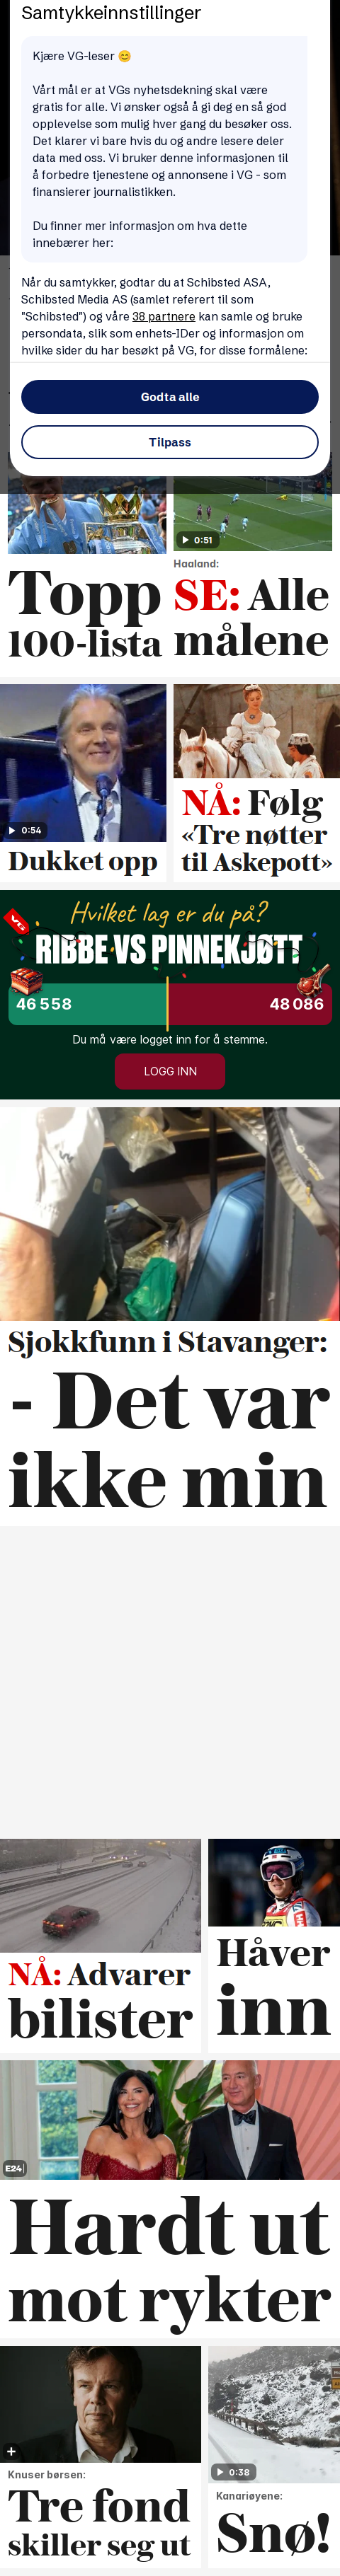 Samtykkeinnstillinger
Kjære VG-leser 😊
Vårt mål er at VGs nyhetsdekning skal være
gratis for alle. Vi ønsker også å gi deg en så god
opplevelse som mulig hver gang du besøker oss.
Det klarer vi bare hvis du og andre lesere deler
data med oss. Vi bruker denne informasjonen til
å forbedre tjenestene og annonsene i VG - som
finansierer journalistikken.
Du finner mer informasjon om hva dette
innebærer her:
Når du samtykker, godtar du at Schibsted ASA,
Schibsted Media AS (samlet referert til som
"Schibsted") og våre 38 partnere kan samle og bruke
persondata, slik som enhets-IDer og informasjon om
hvilke sider du har besøkt på VG, for disse formålene:
Godta alle
Tilpass
Topp
100-lista
0:51
Haaland:
SE: Alle
målene
0:54
Dukket opp
NÅ: Følg
«Tre nøtter
til Askepott»
VG
Hvilket lag er du på?
RIBBE VS PINNEKJØTT
46 558
48 086
Du må være logget inn for å stemme.
LOGG INN
Sjokkfunn i Stavanger:
- Det var
ikke min
NÅ: Advarer
bilister
Håver
inn
E24
Hardt ut
mot rykter
Knuser børsen:
Tre fond
skiller seg ut
0:38
Kanariøyene:
Snø!